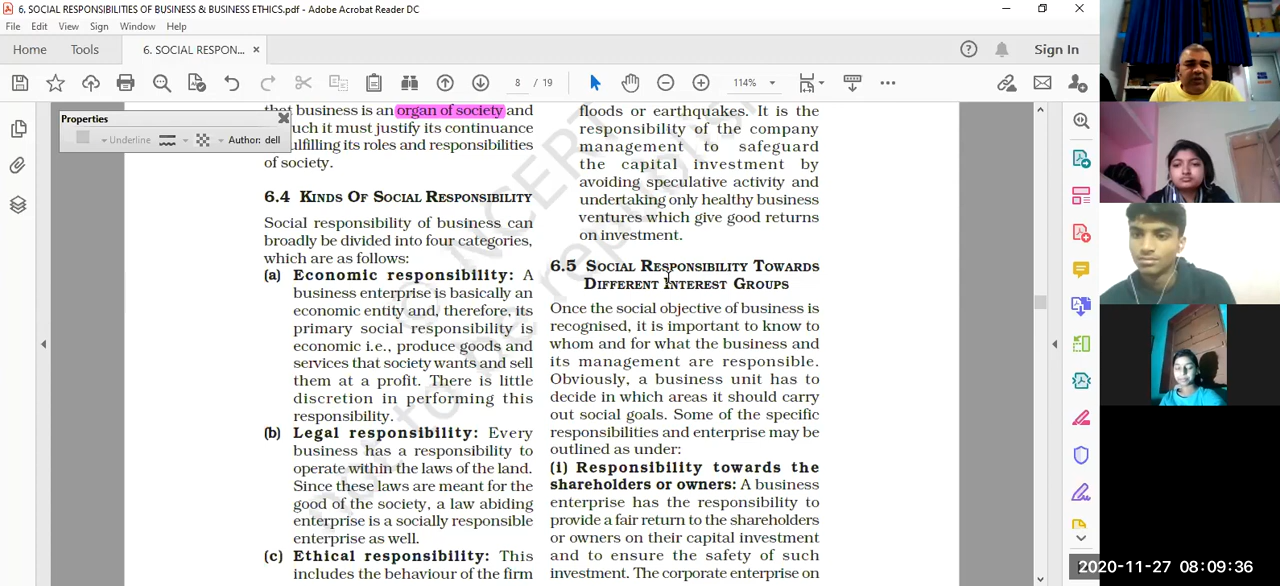 6. SOCIAL RESPONSIBILITIES OF BUSINESS & BUSINESS ETHICS.pdf - Adobe Acrobat Reader DC
File Edit View Sign Window Help
Home Tools 6. SOCIAL RESPON... × Sign In
8 / 19 114%
Properties
Underline Author: dell
that business is an organ of society and
such it must justify its continuance
ulfilling its roles and responsibilities
of society.
6.4 KINDS OF SOCIAL RESPONSIBILITY
Social responsibility of business can
broadly be divided into four categories,
which are as follows:
(a) Economic responsibility: A
business enterprise is basically an
economic entity and, therefore, its
primary social responsibility is
economic i.e., produce goods and
services that society wants and sell
them at a profit. There is little
discretion in performing this
responsibility.
(b) Legal responsibility: Every
business has a responsibility to
operate within the laws of the land.
Since these laws are meant for the
good of the society, a law abiding
enterprise is a socially responsible
enterprise as well.
(c) Ethical responsibility: This
includes the behaviour of the firm
floods or earthquakes. It is the
responsibility of the company
management to safeguard
the capital investment by
avoiding speculative activity and
undertaking only healthy business
ventures which give good returns
on investment.
6.5 SOCIAL RESPONSIBILITY TOWARDS
DIFFERENT INTEREST GROUPS
Once the social objective of business is
recognised, it is important to know to
whom and for what the business and
its management are responsible.
Obviously, a business unit has to
decide in which areas it should carry
out social goals. Some of the specific
responsibilities and enterprise may be
outlined as under:
(i) Responsibility towards the
shareholders or owners: A business
enterprise has the responsibility to
provide a fair return to the shareholders
or owners on their capital investment
and to ensure the safety of such
investment. The corporate enterprise on
2020-11-27 08:09:36